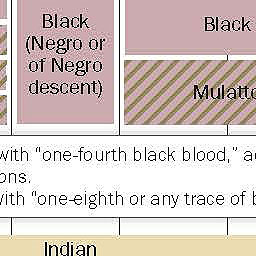 Black
(Negro or
of Negro
descent)
Black
Mulatto
with “one-fourth black blood,”
ons.
with “one-eighth or any trace of
Indian